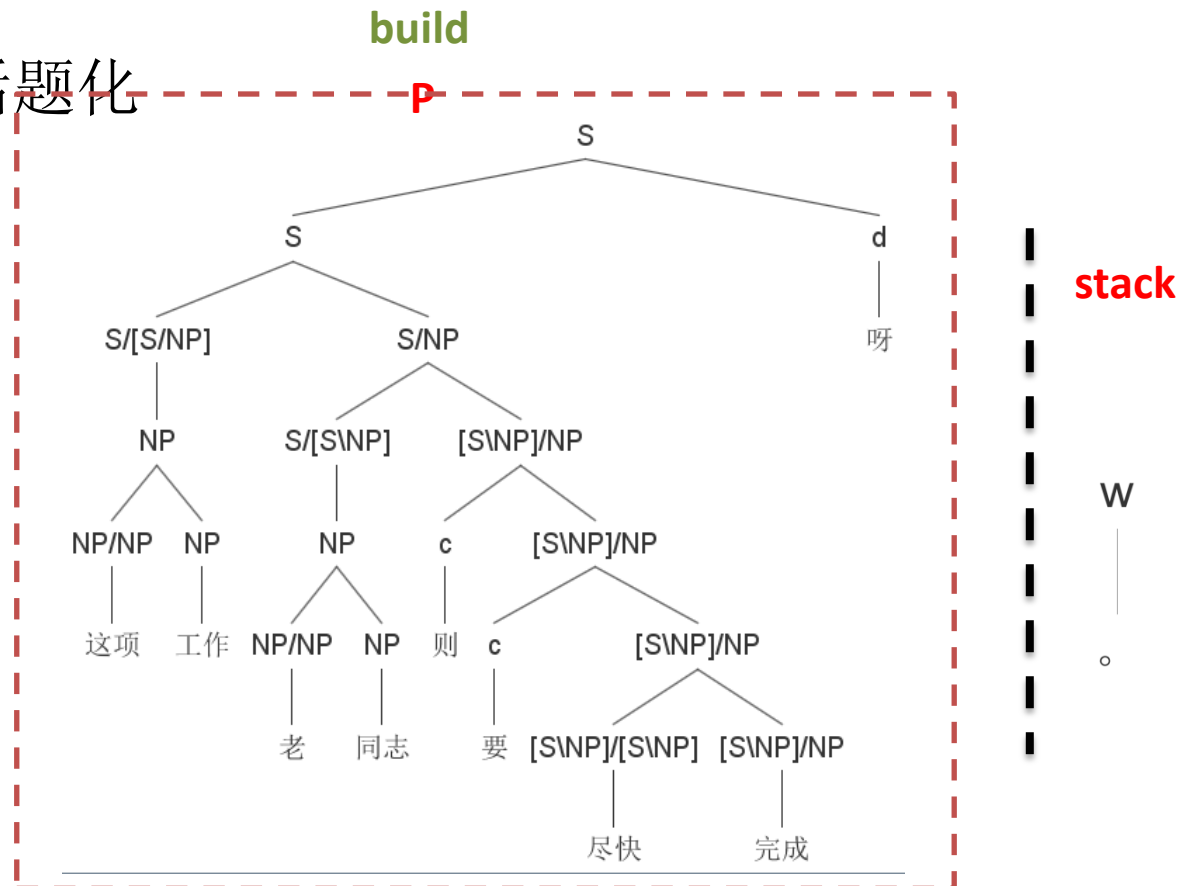 build
题化
P
S
S d
S/[S/NP] S/NP 呀
stack
NP S/[S\NP] [S\NP]/NP
W
NP/NP NP NP c [S\NP]/NP
这项 工作 NP/NP NP 则 c [S\NP]/NP
。
老 同志 要 [S\NP]/[S\NP] [S\NP]/NP
尽快 完成